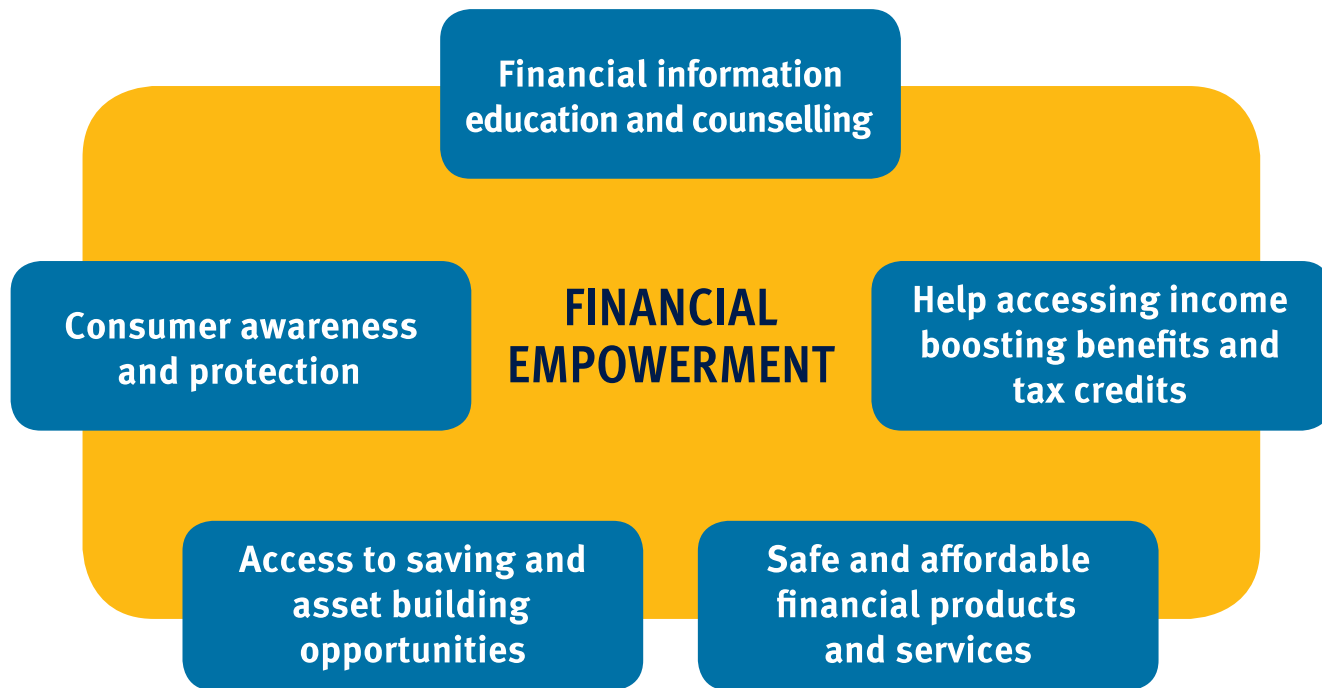 Financial information
education and counselling
Consumer awareness
and protection
FINANCIAL
EMPOWERMENT
Help accessing income
boosting benefits and
tax credits
Access to saving and
asset building
opportunities
Safe and affordable
financial products
and services